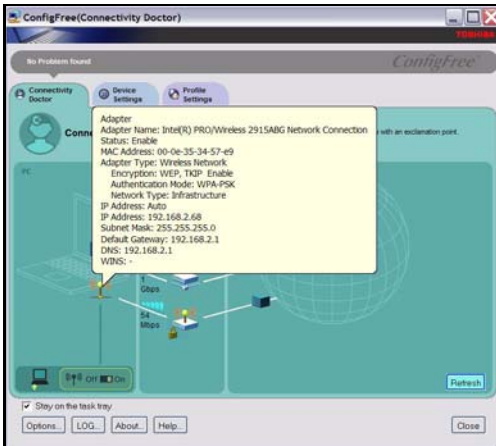 ConfigFree(Connectivity Doctor)
TOSHIBA
No Problem found
ConfigFree
Connectivity Doctor
Device Settings
Profile Settings
Conne
with an exclamation point.
PC
Adapter
Adapter Name: Intel(R) PRO/Wireless 2915ABG Network Connection
Status: Enable
MAC Address: 00-0e-35-34-57-e9
Adapter Type: Wireless Network
Encryption: WEP, TKIP Enable
Authentication Mode: WPA-PSK
Network Type: Infrastructure
IP Address: Auto
IP Address: 192.168.2.68
Subnet Mask: 255.255.255.0
Default Gateway: 192.168.2.1
DNS: 192.168.2.1
WINS: -
1
Gbps
54
Mbps
Off On
Refresh
Stay on the task tray
Options...
LOG...
About...
Help...
Close